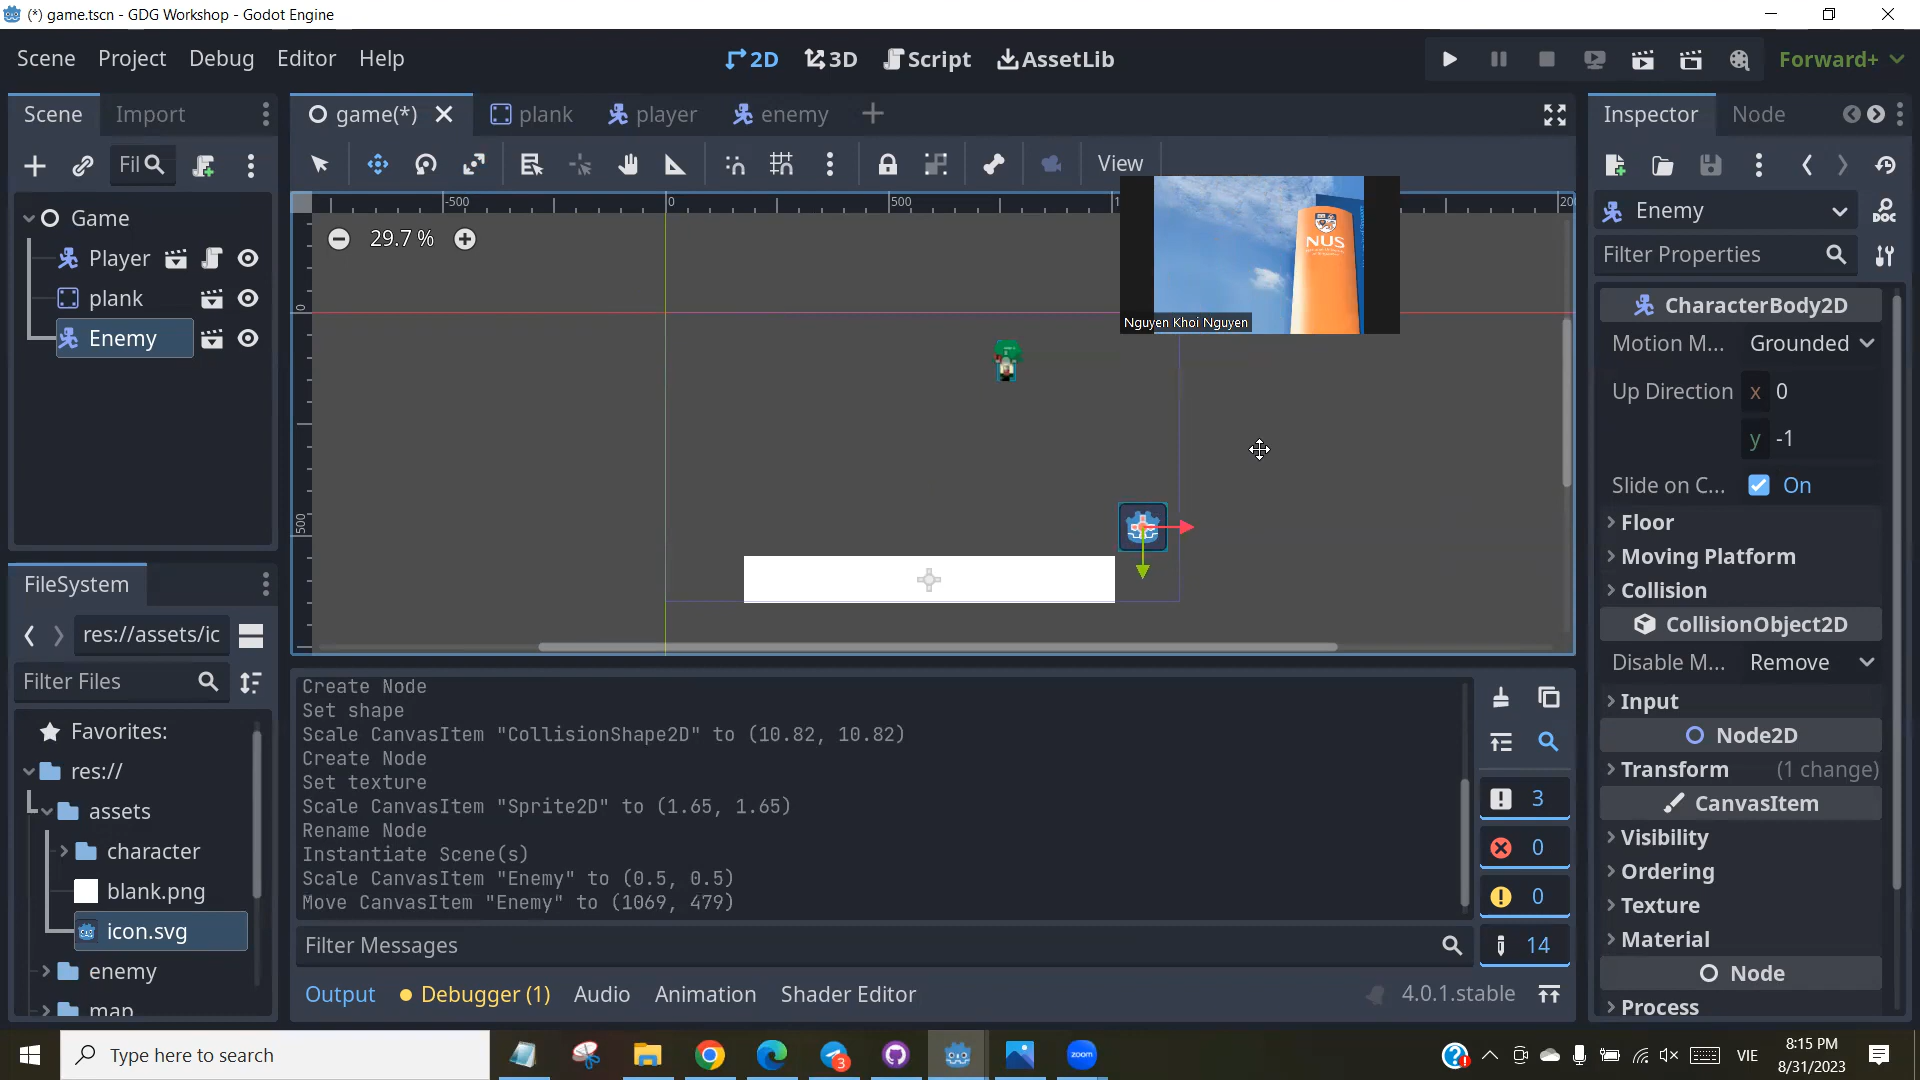 (*) game.tscn - GDG Workshop - Godot Engine
Scene Project Debug Editor Help
2D 3D Script AssetLib
Forward+
Scene Import
game(*) plank player enemy
Inspector Node
Fil
View
Enemy
Filter Properties
-500 0 500
29.7 %
0
500
NUS
Nguyen Khoi Nguyen
Game
Player
plank
Enemy
CharacterBody2D
Motion M... Grounded
Up Direction x 0
y -1
Slide on C... On
Floor
Moving Platform
Collision
CollisionObject2D
Disable M... Remove
Input
Node2D
Transform (1 change)
CanvasItem
Visibility
Ordering
Texture
Material
Node
Process
FileSystem
res://assets/ic
Filter Files
Favorites:
res://
assets
character
blank.png
icon.svg
enemy
map
Create Node
Set shape
Scale CanvasItem "CollisionShape2D" to (10.82, 10.82)
Create Node
Set texture
Scale CanvasItem "Sprite2D" to (1.65, 1.65)
Rename Node
Instantiate Scene(s)
Scale CanvasItem "Enemy" to (0.5, 0.5)
Move CanvasItem "Enemy" to (1069, 479)
3
0
0
14
Filter Messages
Output Debugger (1) Audio Animation Shader Editor
4.0.1.stable
Type here to search
3
zoom
VIE
8:15 PM
8/31/2023